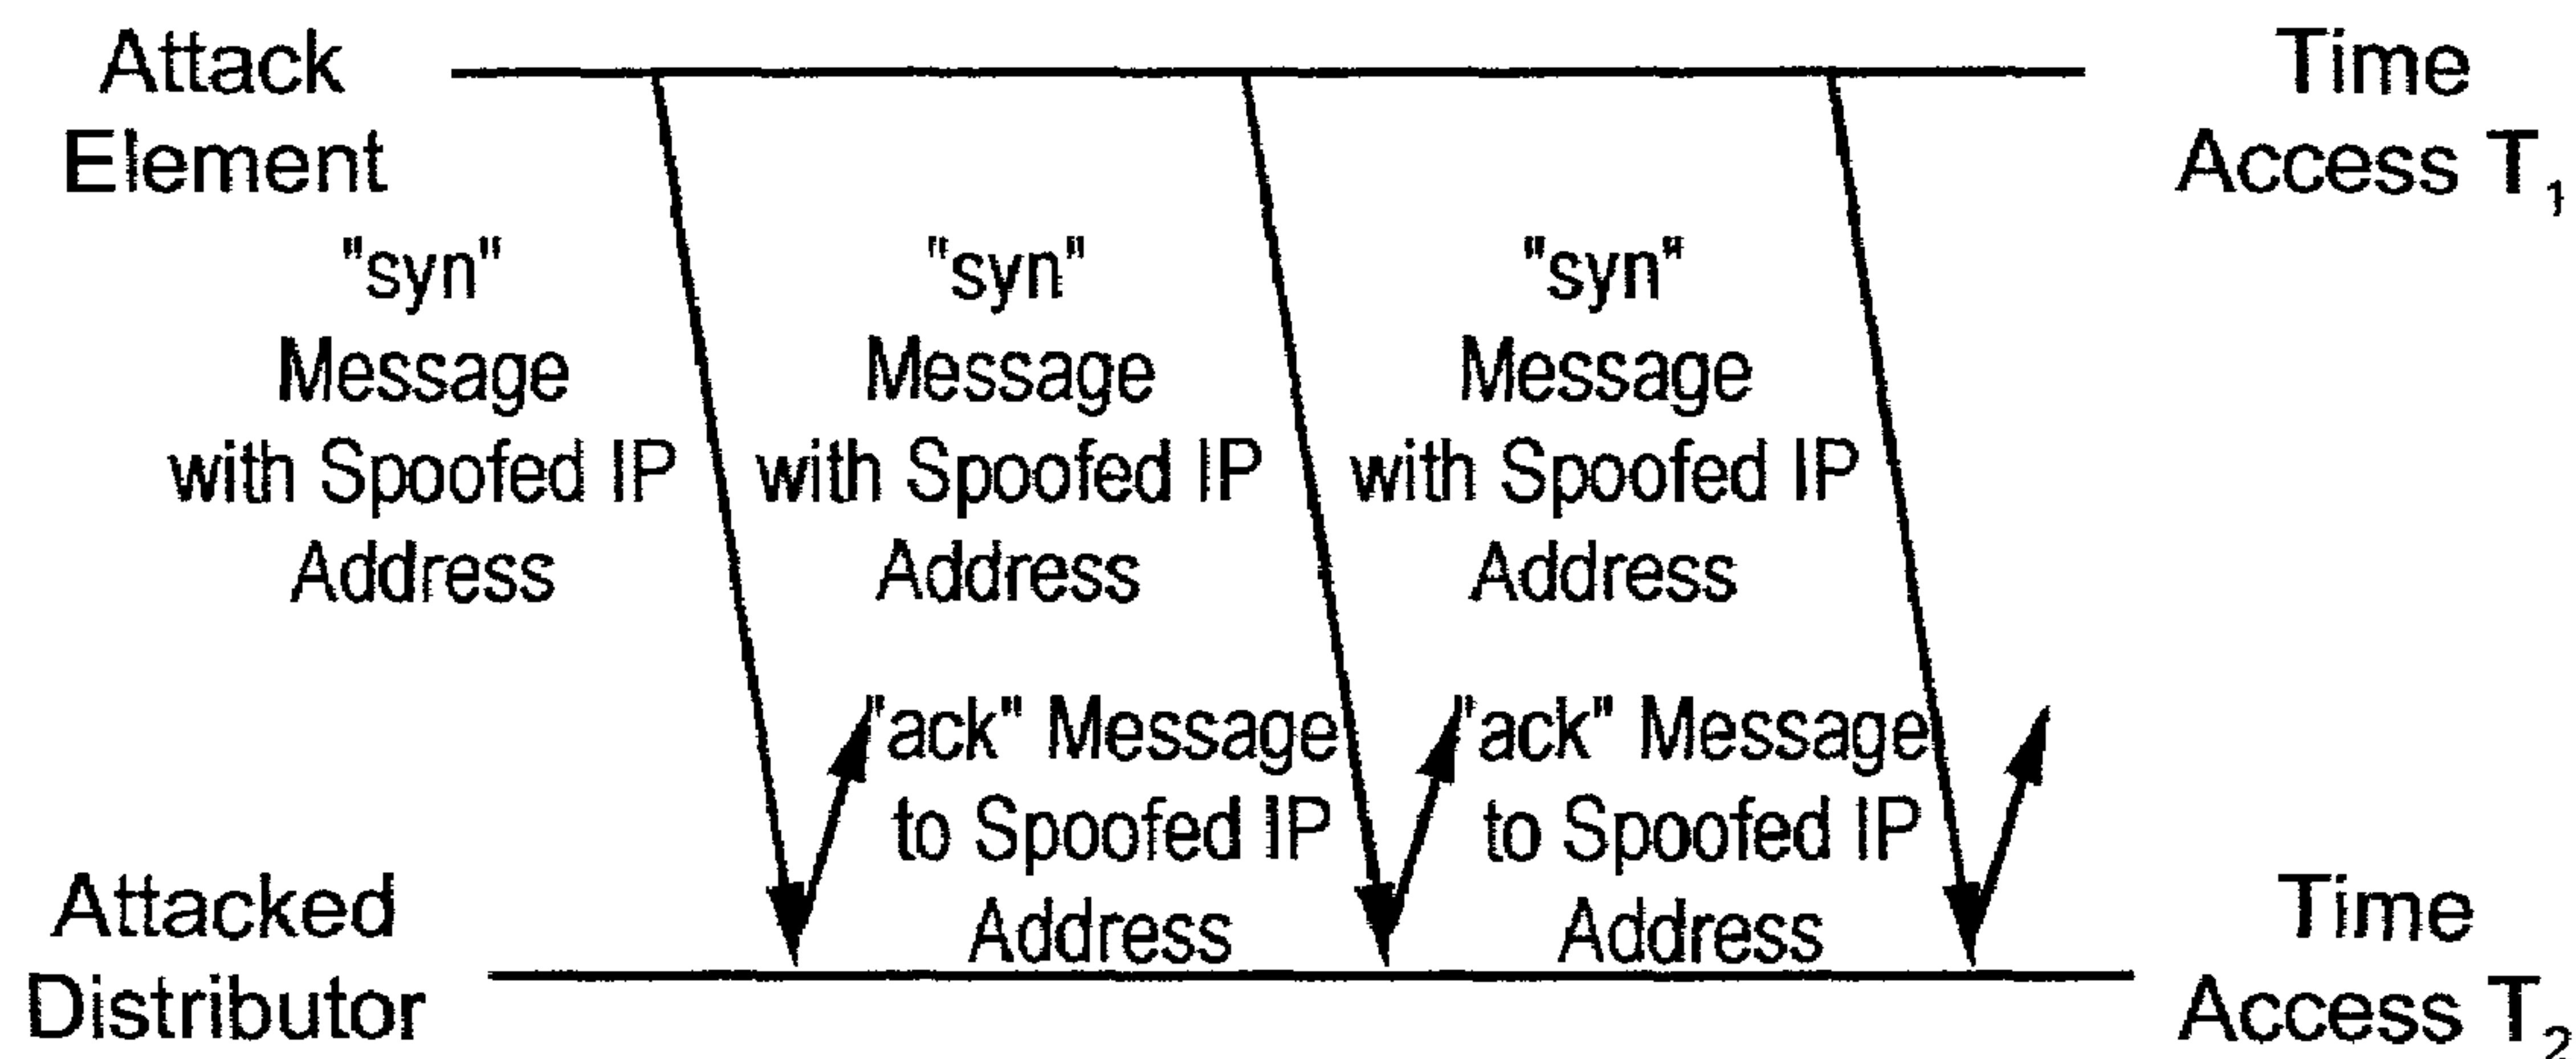 Attack
Element
Time
Access T1
"syn"
Message
with Spoofed IP
Address
"syn"
Message
with Spoofed IP
Address
"syn"
Message
with Spoofed IP
Address
"ack" Message
to Spoofed IP
Address
"ack" Message
to Spoofed IP
Address
Attacked
Distributor
Time
Access T2